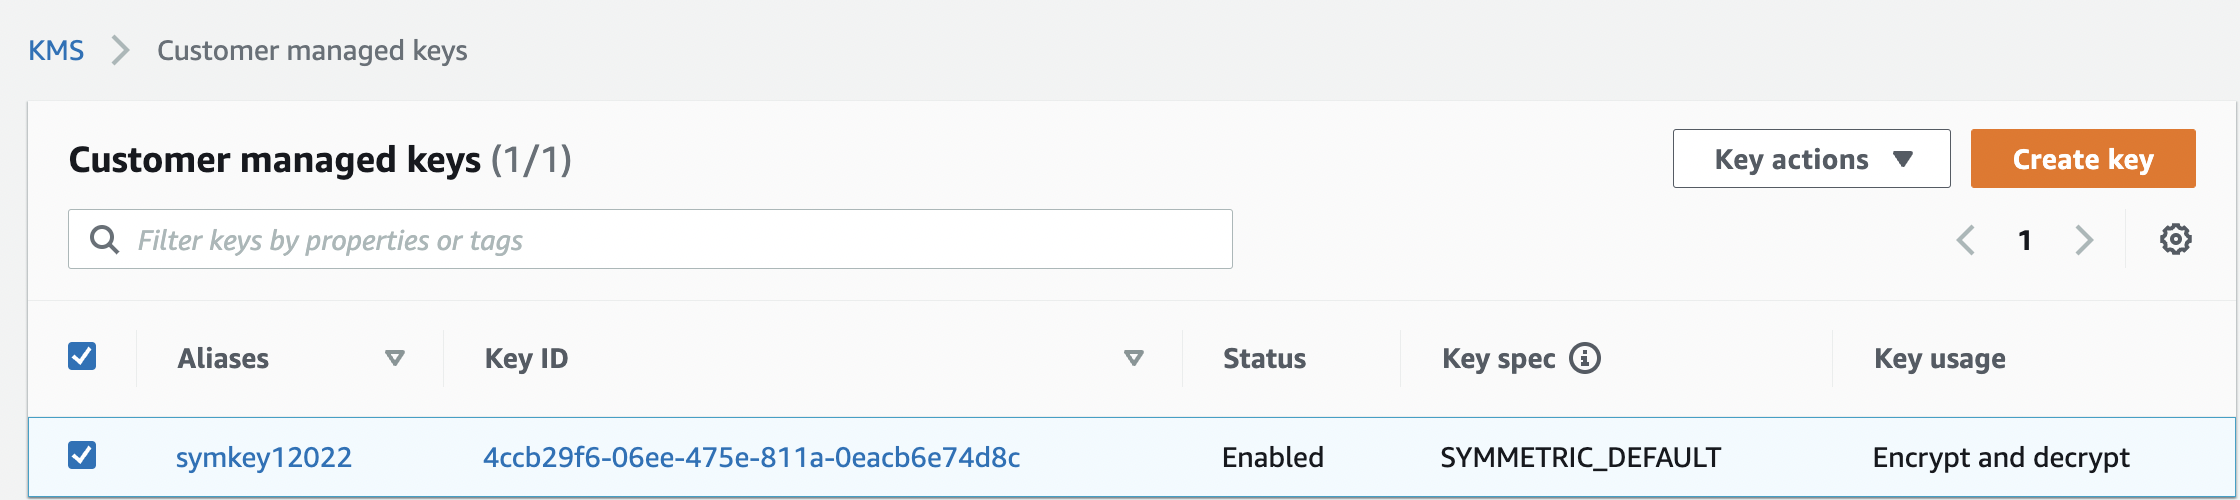 KMS > Customer managed keys
Customer managed keys (1/1)
Key actions
Create key
Filter keys by properties or tags
1
Aliases Key ID Status Key spec Key usage
symkey12022 4ccb29f6-06ee-475e-811a-0eacb6e74d8c Enabled SYMMETRIC_DEFAULT Encrypt and decrypt